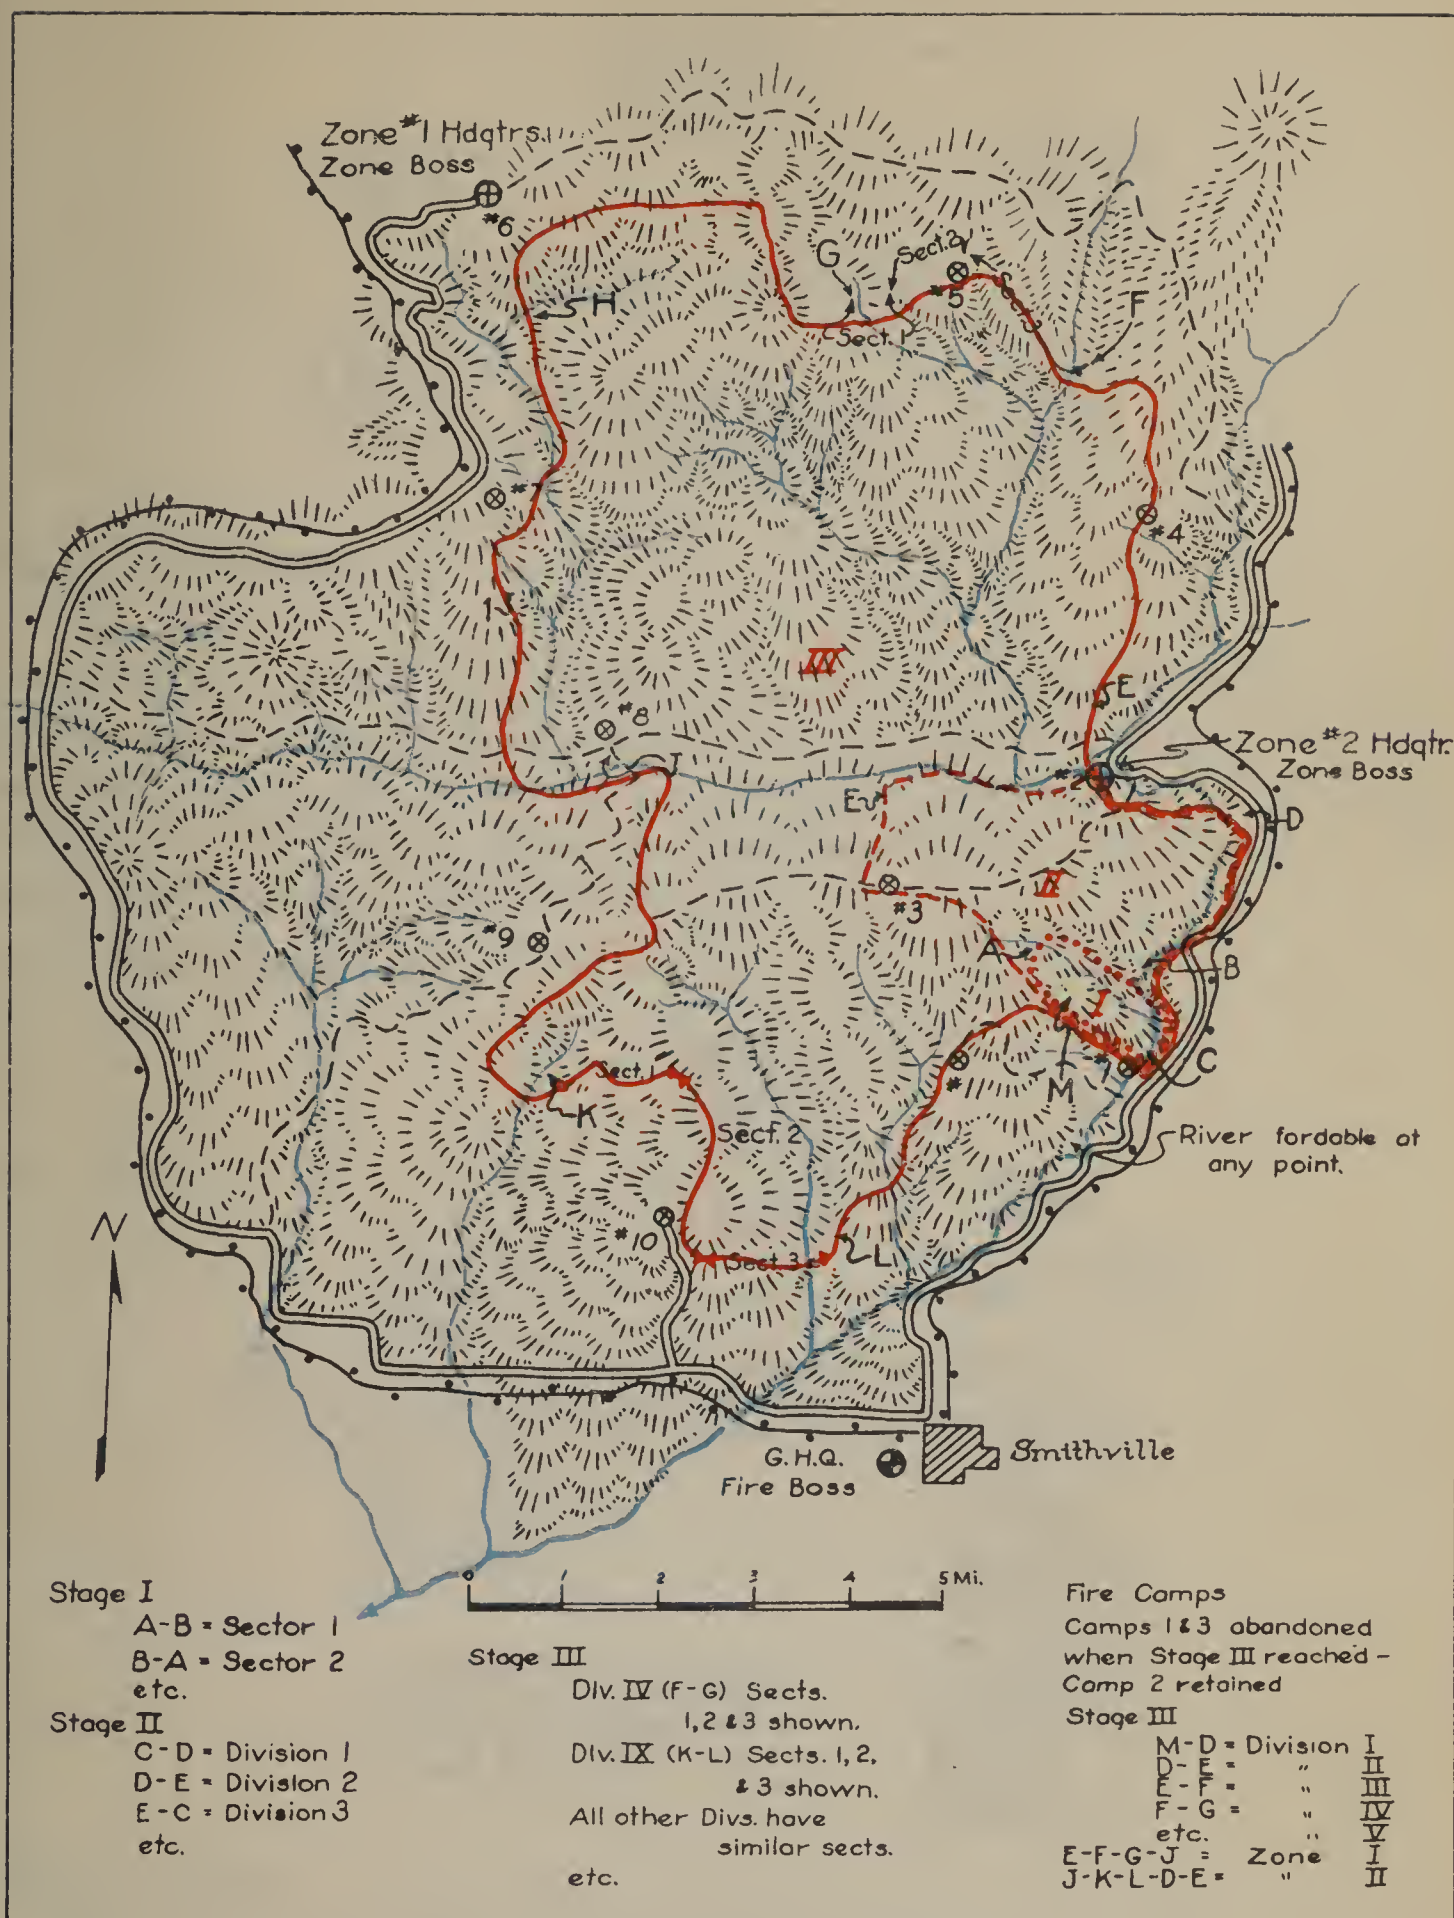 Zone #1 Hdqtrs.
Zone Boss
#6
G
Sect. 2
#5
Sect. 3
F
H
Sect. 1
#7
#4
I
III
E
#8
J
Zone #2 Hdqtr.
Zone Boss
#2
E
D
II
#3
#9
A
B
I
C
#1
#11
M
Sect. 1
K
Sect. 2
River fordable at
any point.
#10
Sect. 3
L
N
G.H.Q.
Fire Boss
Smithville
0 1 2 3 4 5 Mi.
Stage I
A-B = Sector 1
B-A = Sector 2
etc.
Stage II
C-D = Division 1
D-E = Division 2
E-C = Division 3
etc.
Stage III
Div. IV (F-G) Sects.
1, 2 & 3 shown.
Div. IX (K-L) Sects. 1, 2,
& 3 shown.
All other Divs. have
similar sects.
etc.
Fire Camps
Camps 1 & 3 abandoned
when Stage III reached -
Camp 2 retained
Stage III
M-D = Division I
D-E = " II
E-F = " III
F-G = " IV
etc. " V
E-F-G-J = Zone I
J-K-L-D-E = " II